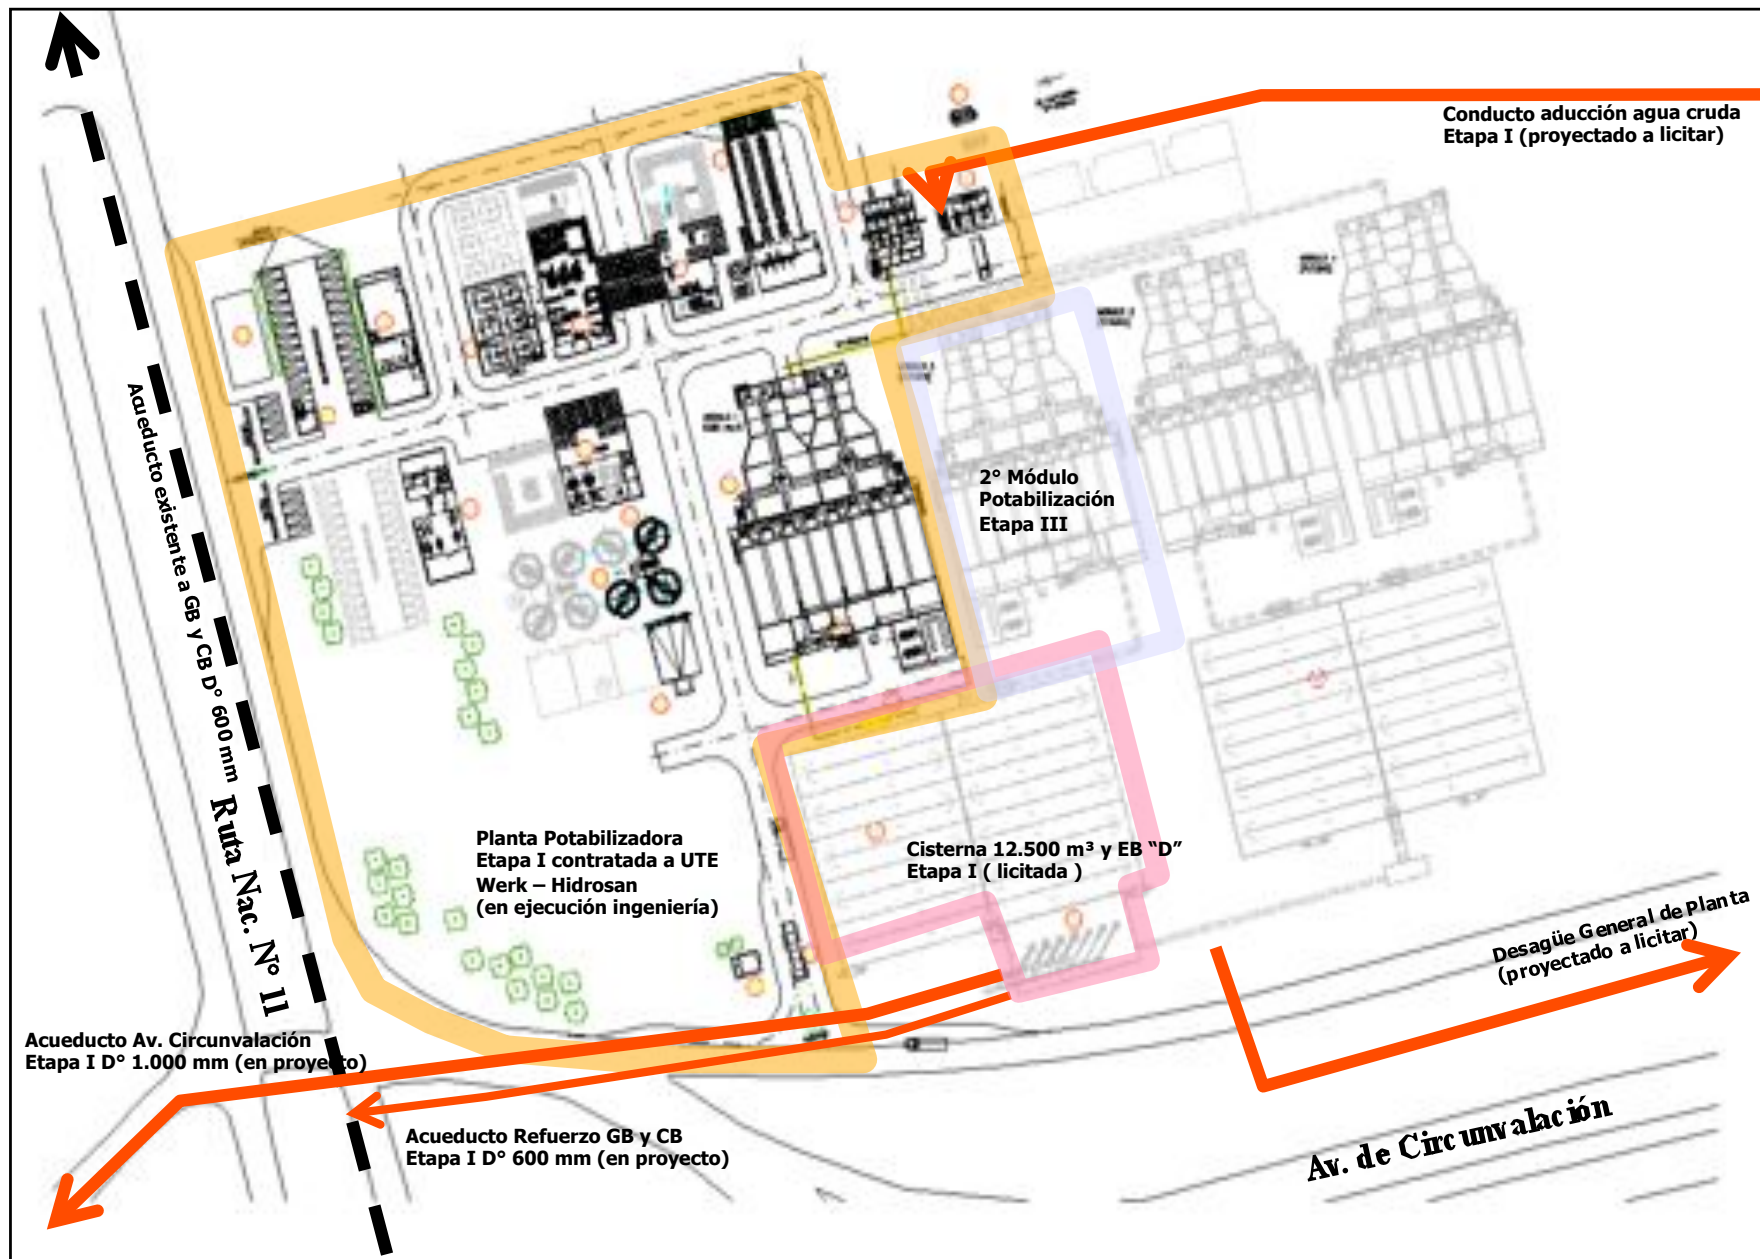 Conducto aducción agua cruda
Etapa I (proyectado a licitar)
Acueducto existente a GB y CB D° 600 mm
Ruta Nac. N° 11
2° Módulo
Potabilización
Etapa III
Planta Potabilizadora
Etapa I contratada a UTE
Werk – Hidrosan
(en ejecución ingeniería)
Cisterna 12.500 m³ y EB “D”
Etapa I ( licitada )
Desagüe General de Planta
(proyectado a licitar)
Acueducto Av. Circunvalación
Etapa I D° 1.000 mm (en proyecto)
Acueducto Refuerzo GB y CB
Etapa I D° 600 mm (en proyecto)
Av. de Circunvalación